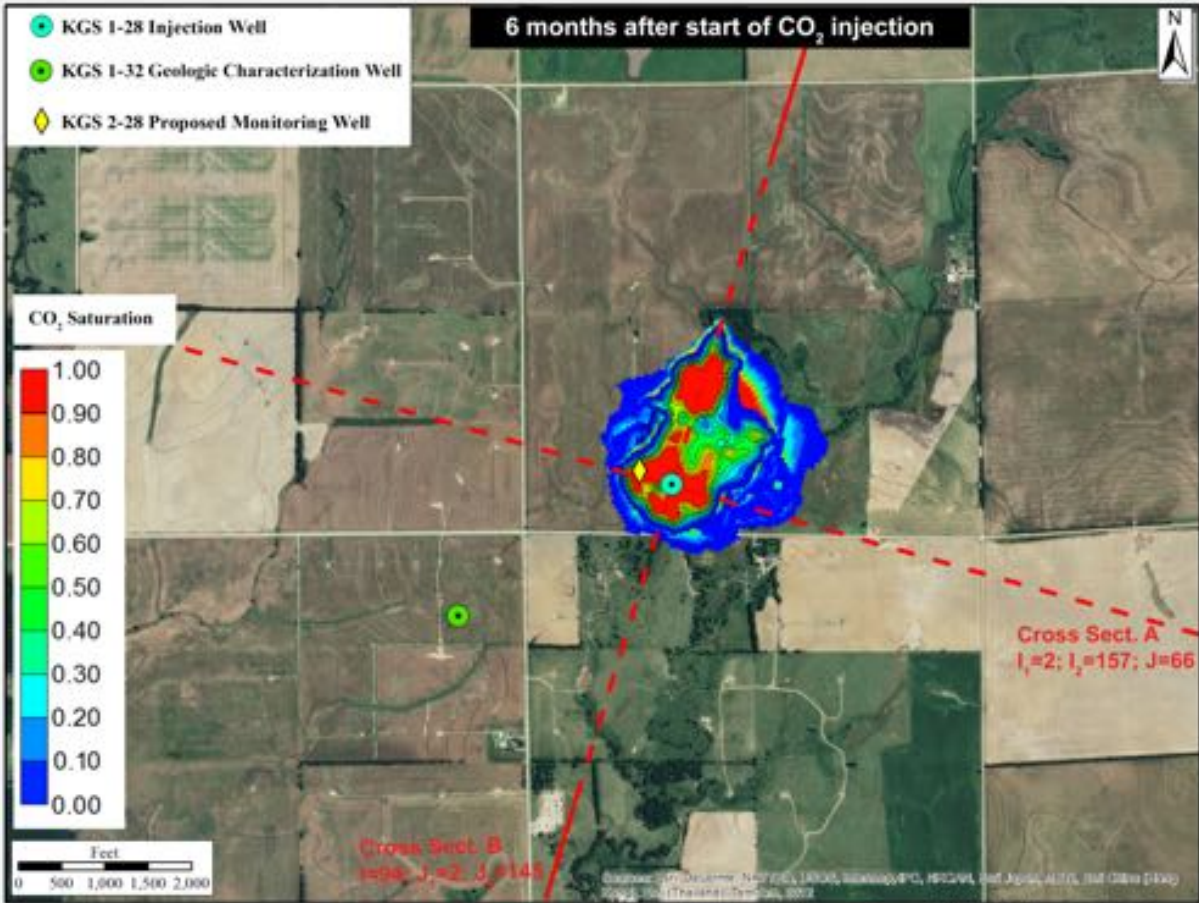 KGS 1-28 Injection Well
KGS 1-32 Geologic Characterization Well
KGS 2-28 Proposed Monitoring Well
6 months after start of CO₂ injection
N
CO₂ Saturation
1.00
0.90
0.80
0.70
0.60
0.50
0.40
0.30
0.20
0.10
0.00
Cross Sect. A
I₁=2; I₂=157; J=66
Cross Sect. B
Feet
0 500 1,000 1,500 2,000